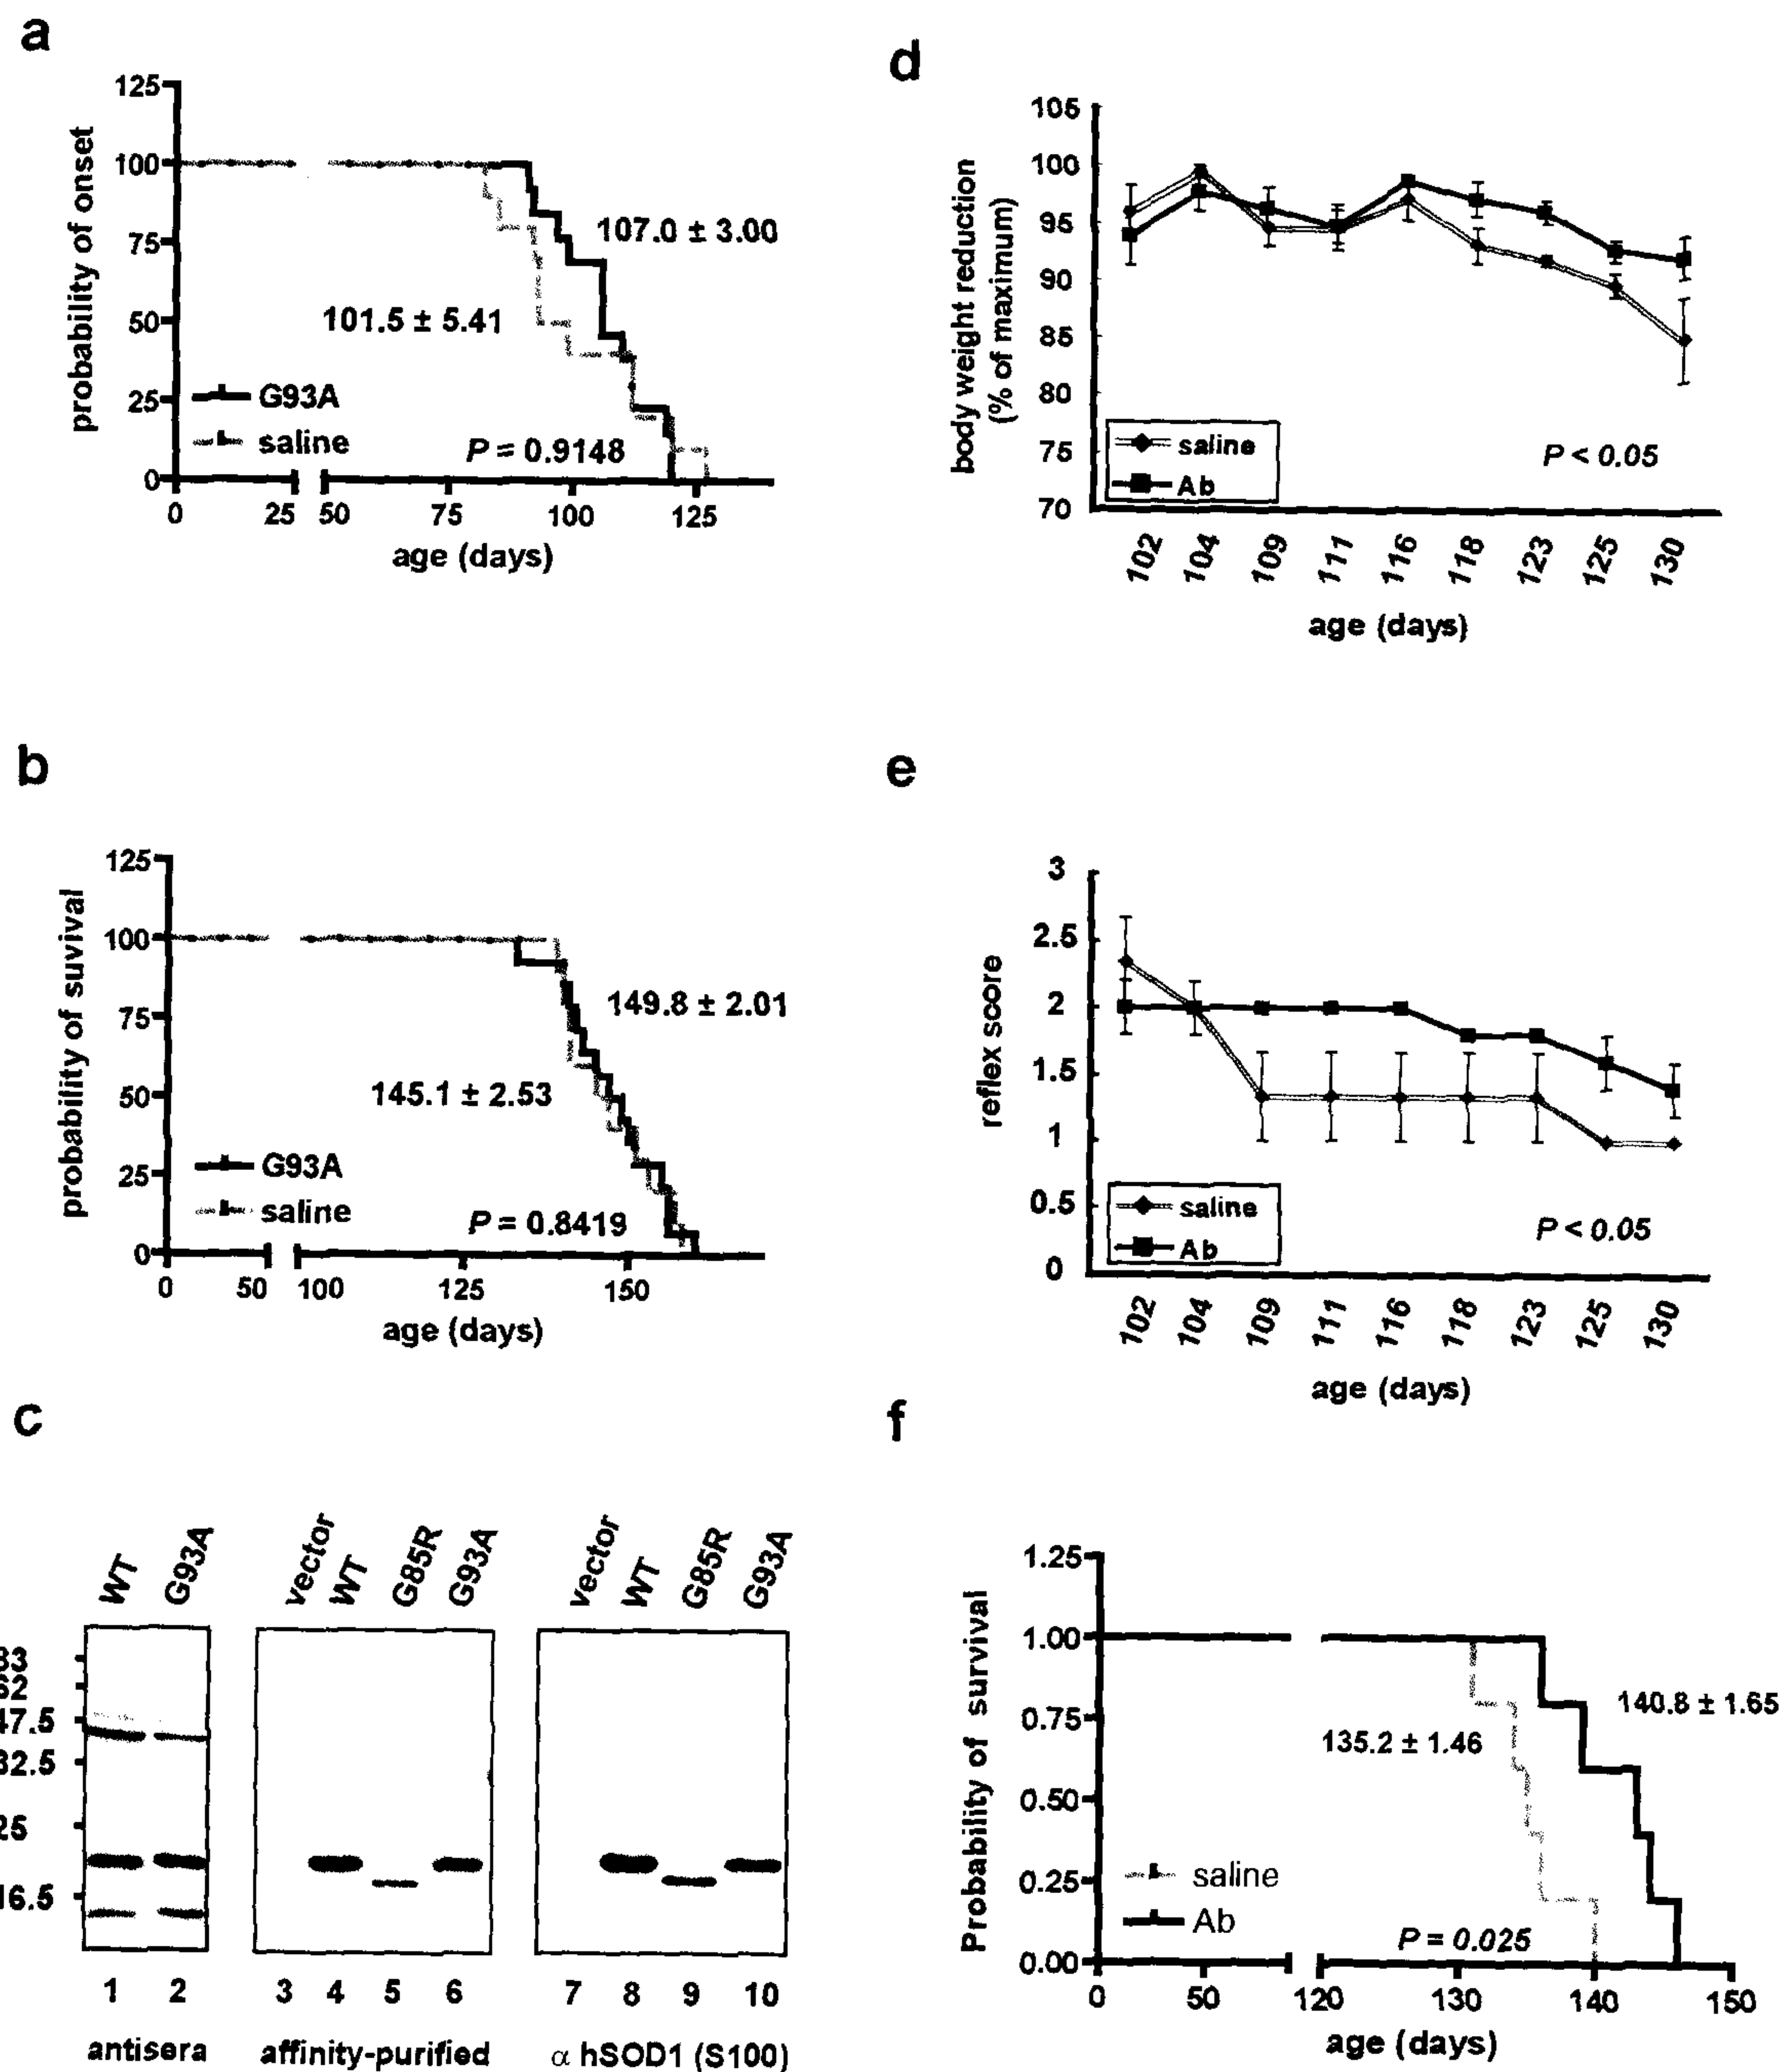 a
125
100
75
50
25
0
probability of onset
107.0 ± 3.00
101.5 ± 5.41
G93A
saline
P = 0.9148
0 25 50 75 100 125
age (days)
b
125
100
75
50
25
0
probability of suvival
149.8 ± 2.01
145.1 ± 2.53
G93A
saline
P = 0.8419
0 50 100 125 150
age (days)
c
WT G93A
vector WT G85R G93A
vector WT G85R G93A
47.5
32.5
25
16.5
1 2 3 4 5 6 7 8 9 10
antisera affinity-purified α hSOD1 (S100)
d
105
100
95
90
85
80
75
70
body weight reduction
(% of maximum)
saline
Ab
P < 0.05
102 104 109 111 116 118 123 125 130
age (days)
e
3
2.5
2
1.5
1
0.5
0
reflex score
saline
Ab
P < 0.05
102 104 109 111 116 118 123 125 130
age (days)
f
1.25
1.00
0.75
0.50
0.25
0.00
Probability of survival
140.8 ± 1.65
135.2 ± 1.46
saline
Ab
P = 0.025
0 50 120 130 140 150
age (days)